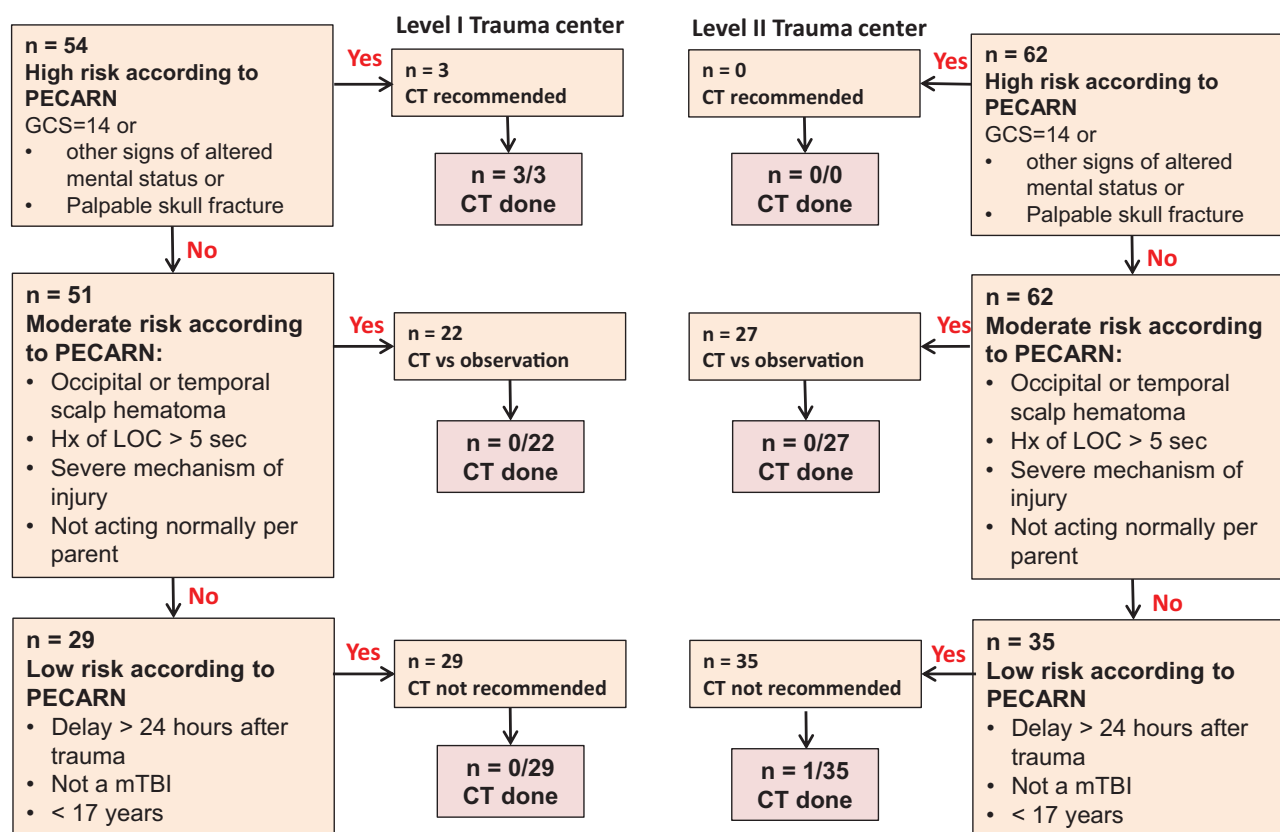 Level I Trauma center
n = 54
High risk according to
PECARN
GCS=14 or
• other signs of altered
mental status or
• Palpable skull fracture
Yes
n = 3
CT recommended
n = 3/3
CT done
No
n = 51
Moderate risk according
to PECARN:
• Occipital or temporal
scalp hematoma
• Hx of LOC > 5 sec
• Severe mechanism of
injury
• Not acting normally per
parent
Yes
n = 22
CT vs observation
n = 0/22
CT done
No
n = 29
Low risk according to
PECARN
• Delay > 24 hours after
trauma
• Not a mTBI
• < 17 years
Yes
n = 29
CT not recommended
n = 0/29
CT done
Level II Trauma center
n = 62
High risk according to
PECARN
GCS=14 or
• other signs of altered
mental status or
• Palpable skull fracture
Yes
n = 0
CT recommended
n = 0/0
CT done
No
n = 62
Moderate risk according
to PECARN:
• Occipital or temporal
scalp hematoma
• Hx of LOC > 5 sec
• Severe mechanism of
injury
• Not acting normally per
parent
Yes
n = 27
CT vs observation
n = 0/27
CT done
No
n = 35
Low risk according to
PECARN
• Delay > 24 hours after
trauma
• Not a mTBI
• < 17 years
Yes
n = 35
CT not recommended
n = 1/35
CT done